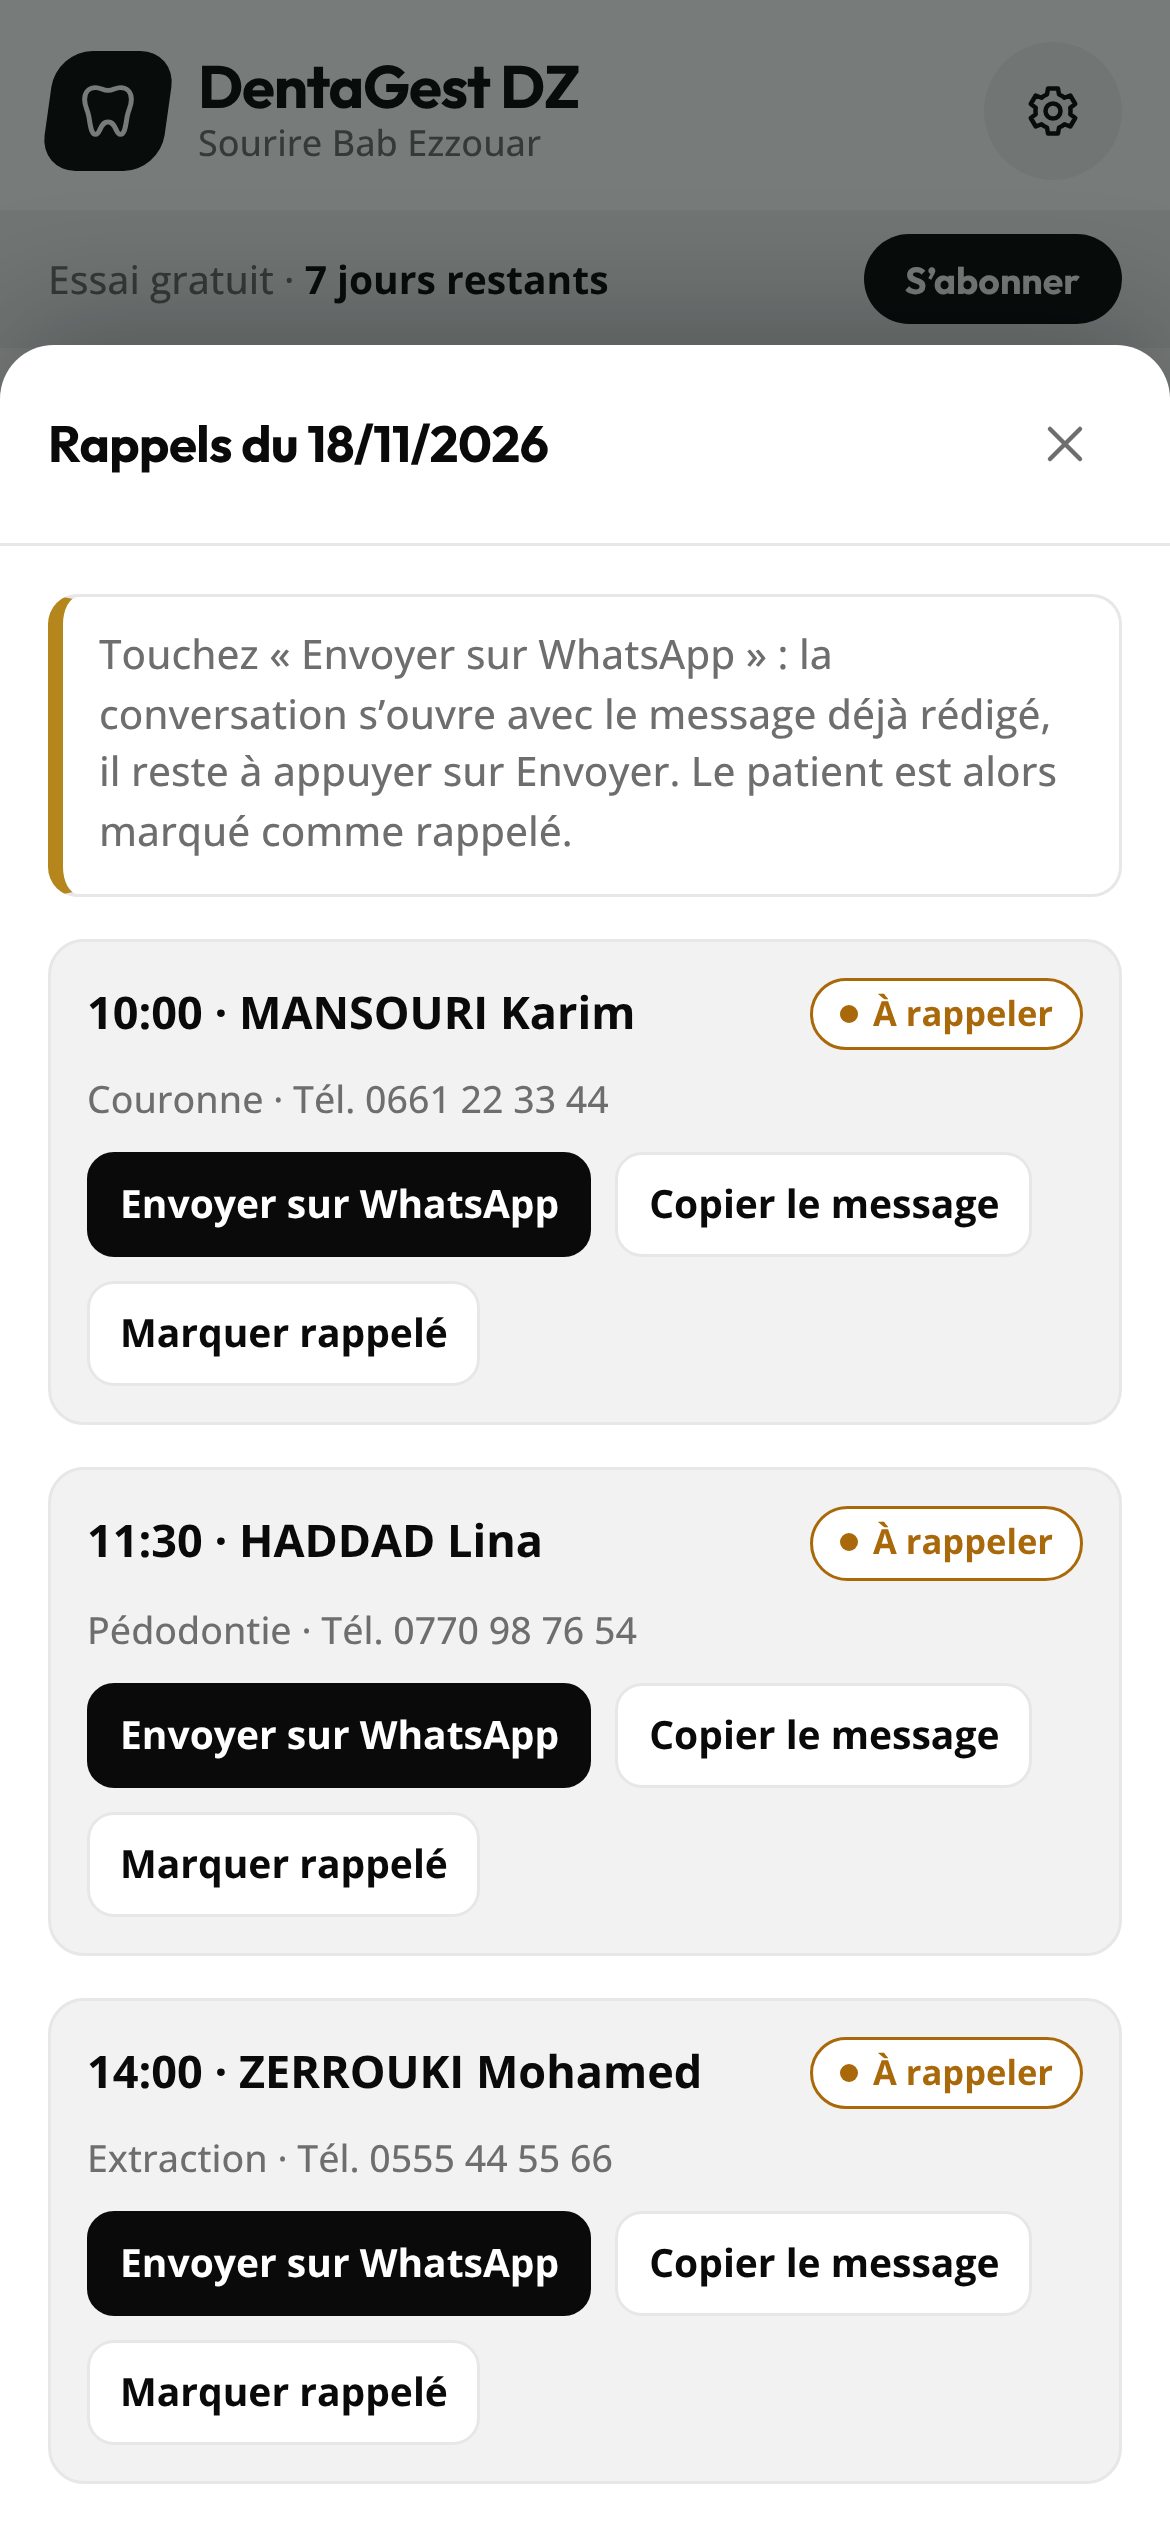 DentaGest DZ
Sourire Bab Ezzouar
Essai gratuit · 7 jours restants
S’abonner
Rappels du 18/11/2026
Touchez « Envoyer sur WhatsApp » : la
conversation s’ouvre avec le message déjà rédigé,
il reste à appuyer sur Envoyer. Le patient est alors
marqué comme rappelé.
10:00 · MANSOURI Karim
À rappeler
Couronne · Tél. 0661 22 33 44
Envoyer sur WhatsApp
Copier le message
Marquer rappelé
11:30 · HADDAD Lina
À rappeler
Pédodontie · Tél. 0770 98 76 54
Envoyer sur WhatsApp
Copier le message
Marquer rappelé
14:00 · ZERROUKI Mohamed
À rappeler
Extraction · Tél. 0555 44 55 66
Envoyer sur WhatsApp
Copier le message
Marquer rappelé